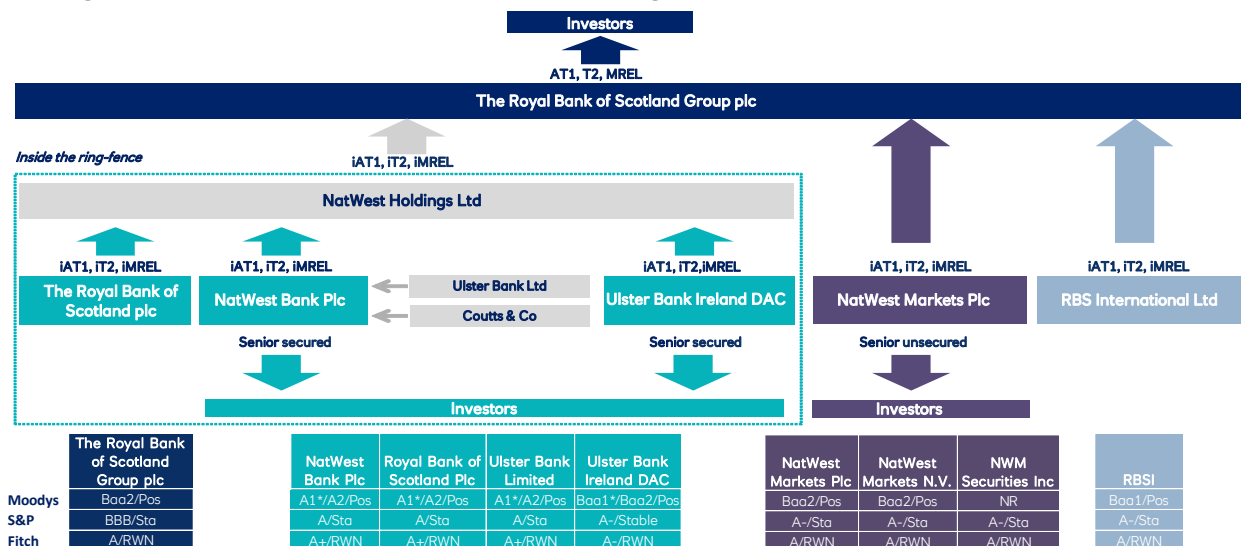 Investors
AT1, T2, MREL
The Royal Bank of Scotland Group plc
Inside the ring-fence
iAT1, iT2, iMREL
NatWest Holdings Ltd
iAT1, iT2, iMREL
iAT1, iT2, iMREL
iAT1, iT2,iMREL
iAT1, iT2, iMREL
iAT1, iT2, iMREL
The Royal Bank of
Scotland plc
NatWest Bank Plc
Ulster Bank Ltd
Coutts & Co
Ulster Bank Ireland DAC
NatWest Markets Plc
RBS International Ltd
Senior secured
Senior secured
Senior unsecured
Investors
Investors
The Royal Bank
of Scotland
Group plc
NatWest
Bank Plc
Royal Bank of
Scotland Plc
Ulster Bank
Limited
Ulster Bank
Ireland DAC
NatWest
Markets Plc
NatWest
Markets N.V.
NWM
Securities Inc
RBSI
Moodys Baa2/Pos A1*/A2/Pos A1*/A2/Pos A1*/A2/Pos Baa1*/Baa2/Pos Baa2/Pos Baa2/Pos NR Baa1/Pos
S&P BBB/Sta A/Sta A/Sta A/Sta A-/Stable A-/Sta A-/Sta A-/Sta A-/Sta
Fitch A/RWN A+/RWN A+/RWN A+/RWN A-/RWN A/RWN A/RWN A/RWN A/RWN